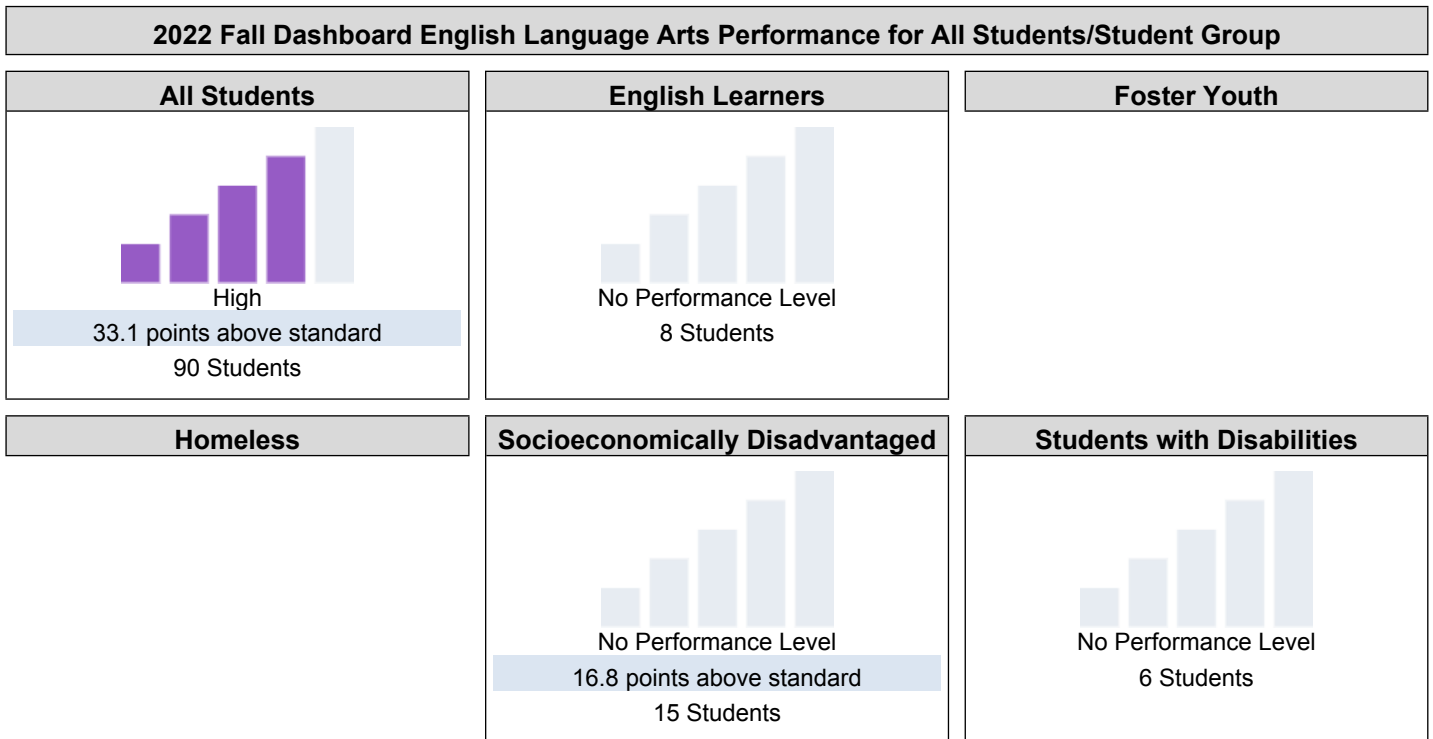 2022 Fall Dashboard English Language Arts Performance for All Students/Student Group
All Students
High
33.1 points above standard
90 Students
English Learners
No Performance Level
8 Students
Foster Youth
Homeless
Socioeconomically Disadvantaged
No Performance Level
16.8 points above standard
15 Students
Students with Disabilities
No Performance Level
6 Students